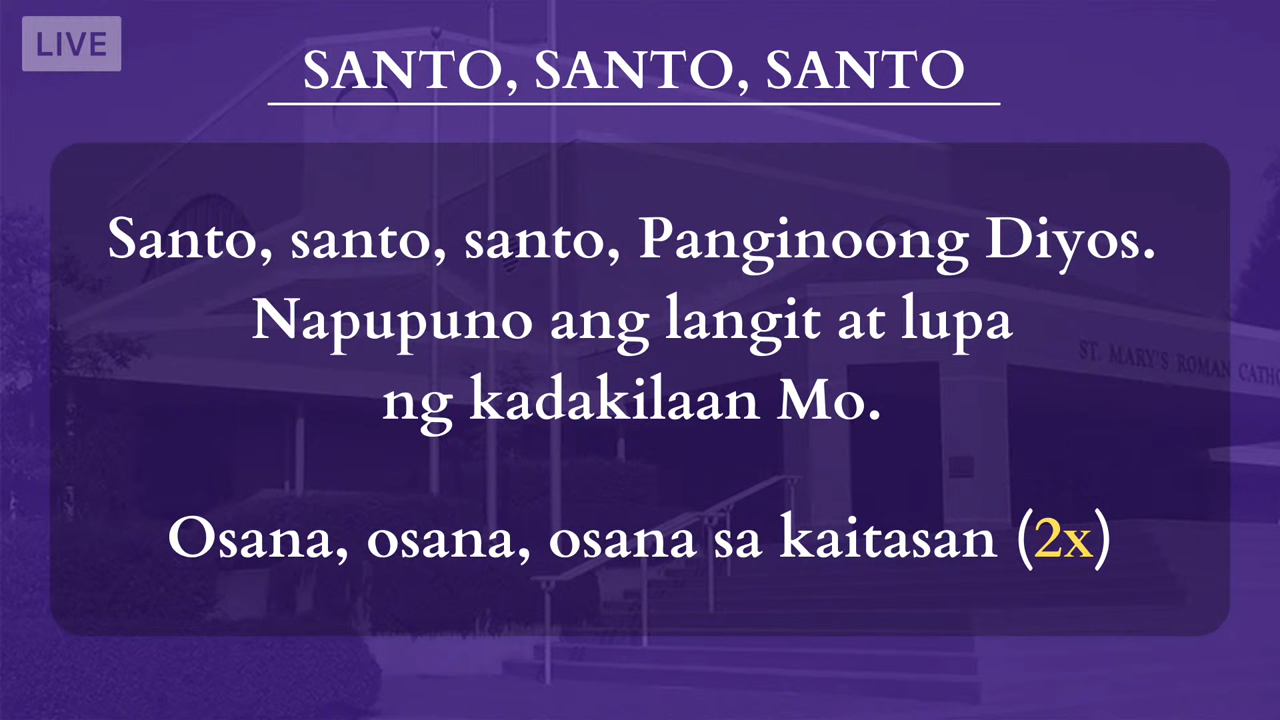 LIVE
SANTO, SANTO, SANTO
Santo, santo, santo, Panginoong Diyos.
Napupuno ang langit at lupa
ST. MARY'S ROMAN
ng kadakilaan Mo.
Osana, osana, osana sa kaitasan (2x)